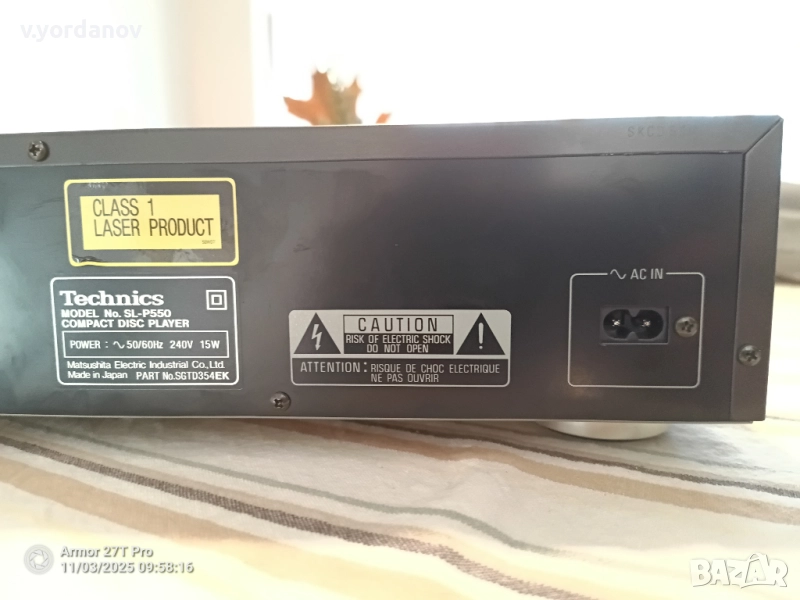 v.yordanov
CLASS 1
LASER PRODUCT
Technics
MODEL No. SL-P550
COMPACT DISC PLAYER
POWER : ∿ 50/60Hz 240V 15W
Matsushita Electric Industrial Co., Ltd.
Made in Japan PART No.SGTD354EK
CAUTION
RISK OF ELECTRIC SHOCK
DO NOT OPEN
ATTENTION: RISQUE DE CHOC ELECTRIQUE
NE PAS OUVRIR
∿ AC IN
Armor 27T Pro
11/03/2025 09:58:16
BAZAR